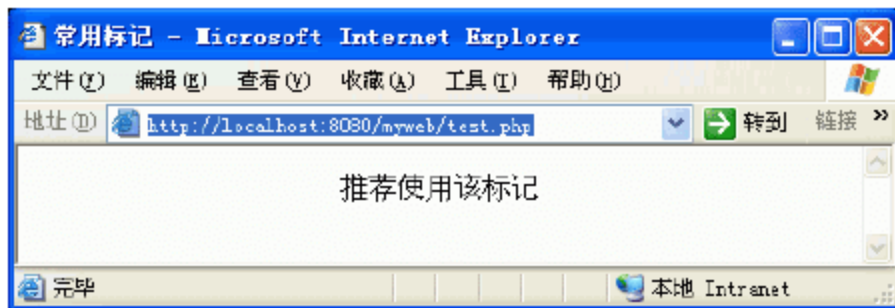 常用标记 - Microsoft Internet Explorer
文件(F) 编辑(E) 查看(V) 收藏(A) 工具(T) 帮助(H)
地址(D) http://localhost:8080/myweb/test.php 转到 链接 »
推荐使用该标记
完毕 本地 Intranet